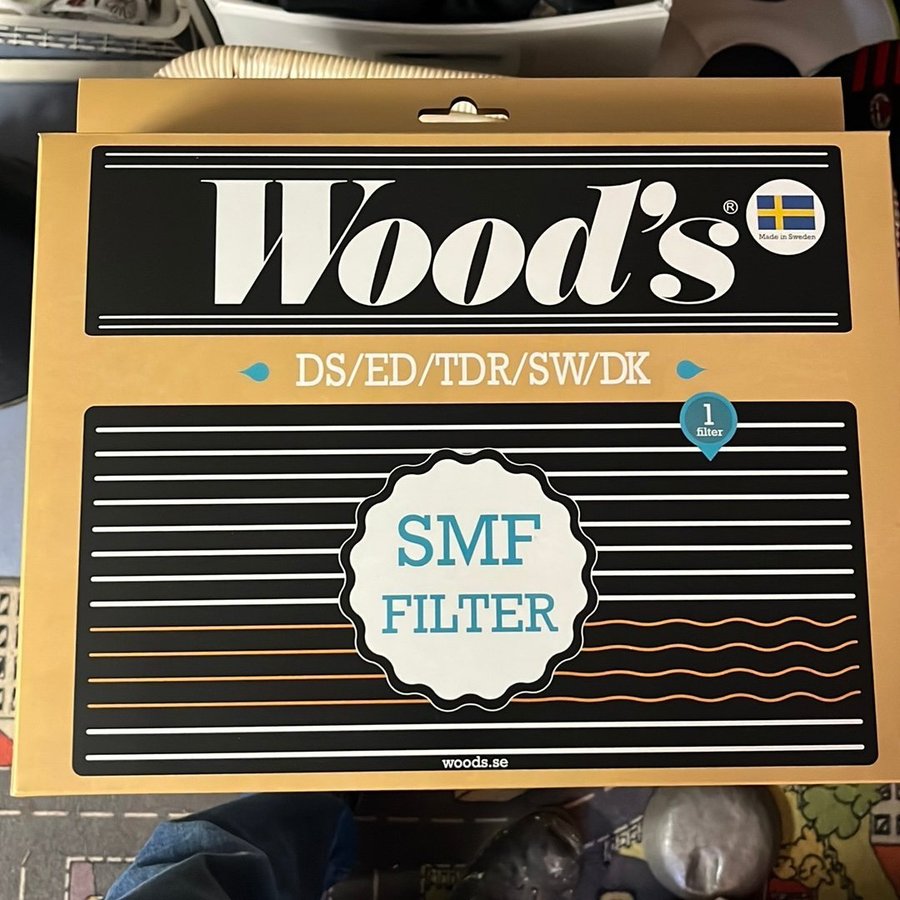 Wood's®
Made in Sweden
DS/ED/TDR/SW/DK
1
filter
SMF
FILTER
woods.se